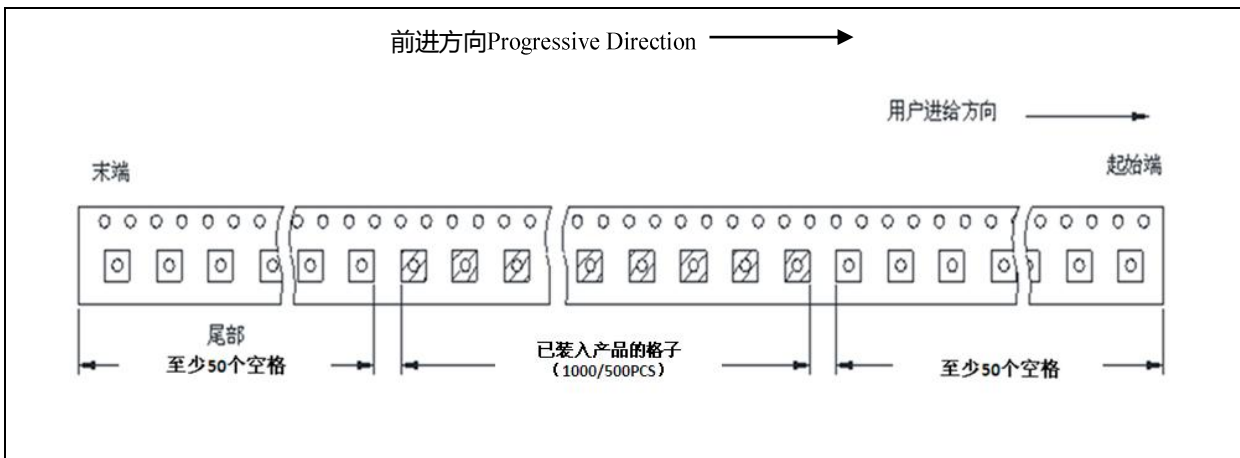 前进方向Progressive Direction
用户进给方向
末端
起始端
尾部
至少50个空格
已装入产品的格子
（1000/500PCS）
至少50个空格